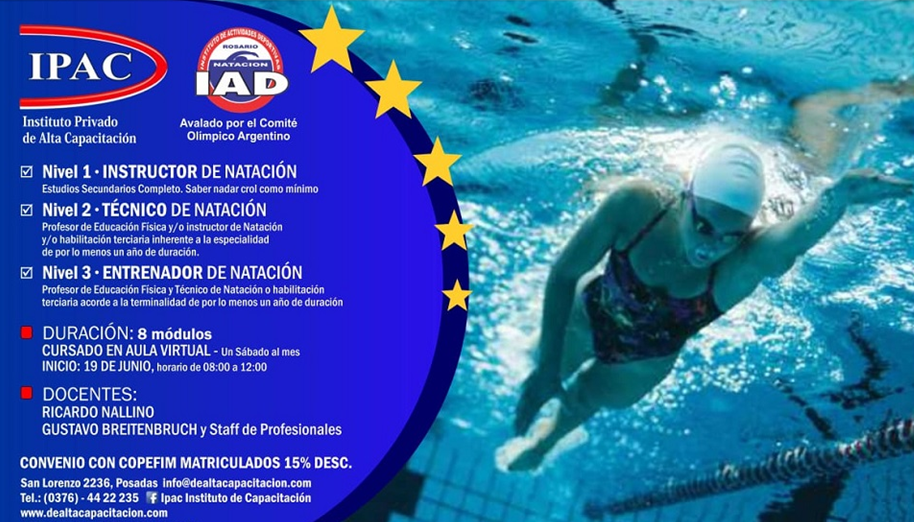 IPAC
Instituto Privado
de Alta Capacitación
INSTITUTO DE ACTIVIDADES DEPORTIVAS
ROSARIO
NATACION
IAD
Avalado por el Comité
Olímpico Argentino
Nivel 1 · INSTRUCTOR DE NATACIÓN
Estudios Secundarios Completo. Saber nadar crol como mínimo
Nivel 2 · TÉCNICO DE NATACIÓN
Profesor de Educación Física y/o instructor de Natación
y/o habilitación terciaria inherente a la especialidad
de por lo menos un año de duración.
Nivel 3 · ENTRENADOR DE NATACIÓN
Profesor de Educación Física y Técnico de Natación o habilitación
terciaria acorde a la terminalidad de por lo menos un año de duración
DURACIÓN: 8 módulos
CURSADO EN AULA VIRTUAL - Un Sábado al mes
INICIO: 19 DE JUNIO, horario de 08:00 a 12:00
DOCENTES:
RICARDO NALLINO
GUSTAVO BREITENBRUCH y Staff de Profesionales
CONVENIO CON COPEFIM MATRICULADOS 15% DESC.
San Lorenzo 2236, Posadas info@dealtacapacitacion.com
Tel.: (0376) - 44 22 235 f Ipac Instituto de Capacitación
www.dealtacapacitacion.com